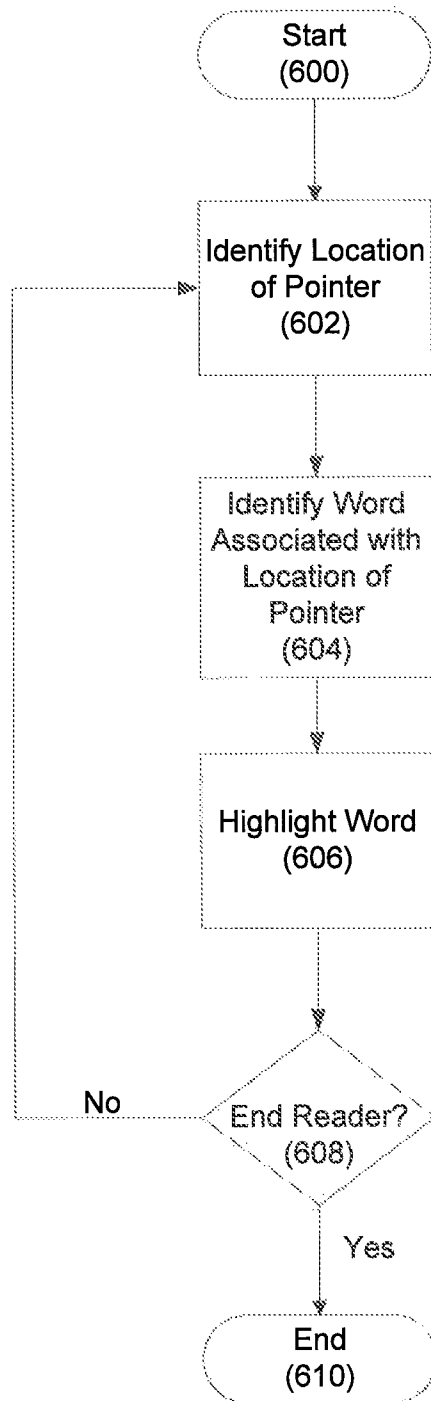 Start
(600)
Identify Location
of Pointer
(602)
Identify Word
Associated with
Location of
Pointer
(604)
Highlight Word
(606)
No
End Reader?
(608)
Yes
End
(610)